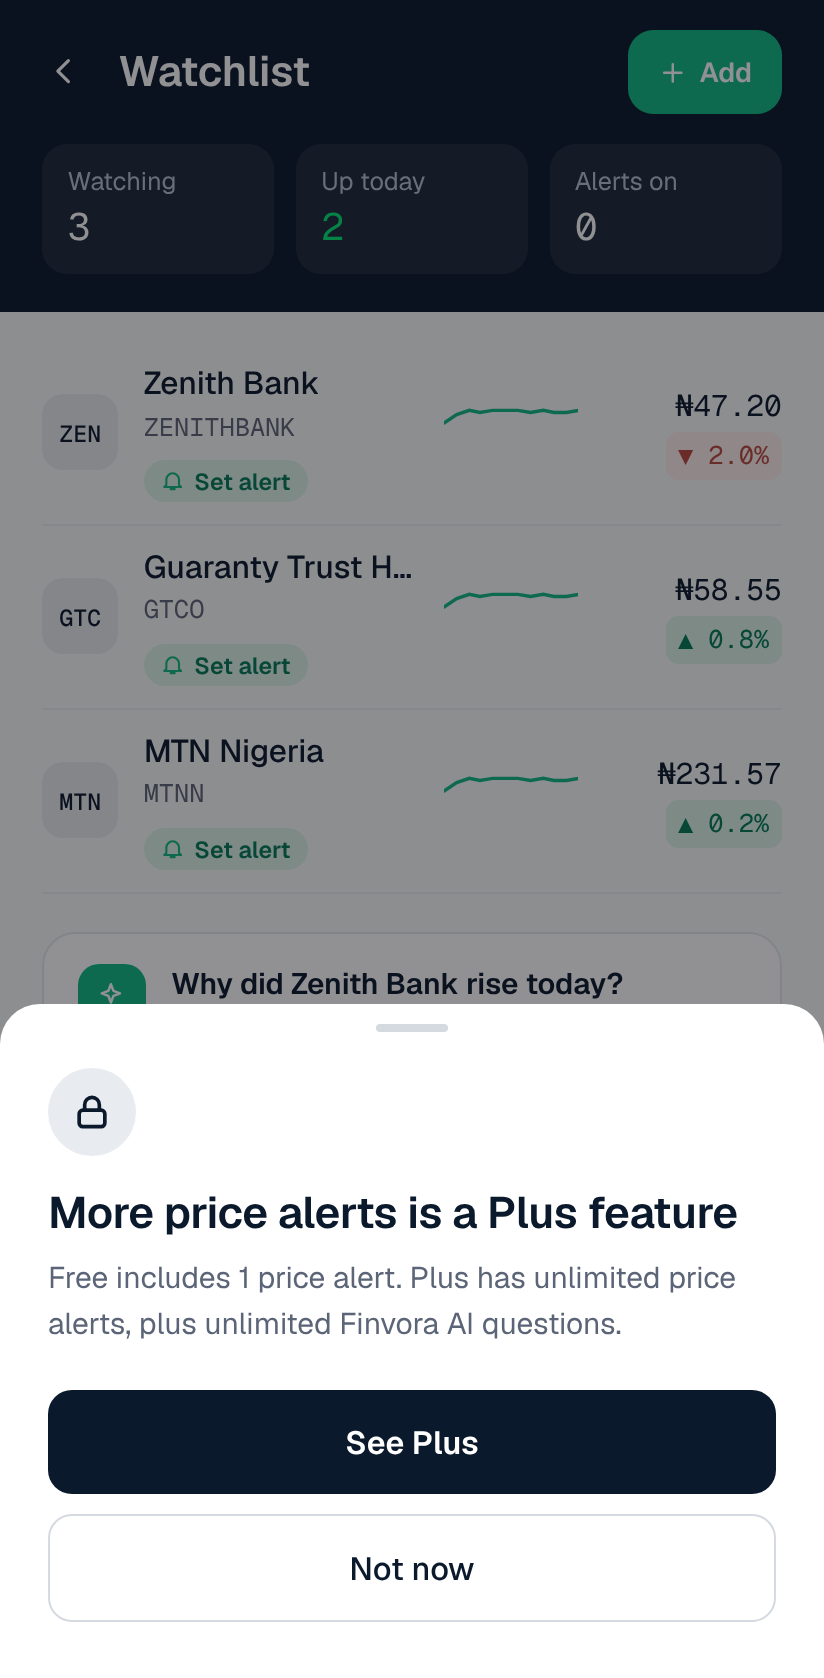 Watchlist
+ Add
Watching
3
Up today
2
Alerts on
0
ZEN
Zenith Bank
ZENITHBANK
Set alert
₦47.20
▼ 2.0%
GTC
Guaranty Trust H...
GTCO
Set alert
₦58.55
▲ 0.8%
MTN
MTN Nigeria
MTNN
Set alert
₦231.57
▲ 0.2%
Why did Zenith Bank rise today?
More price alerts is a Plus feature
Free includes 1 price alert. Plus has unlimited price
alerts, plus unlimited Finvora AI questions.
See Plus
Not now